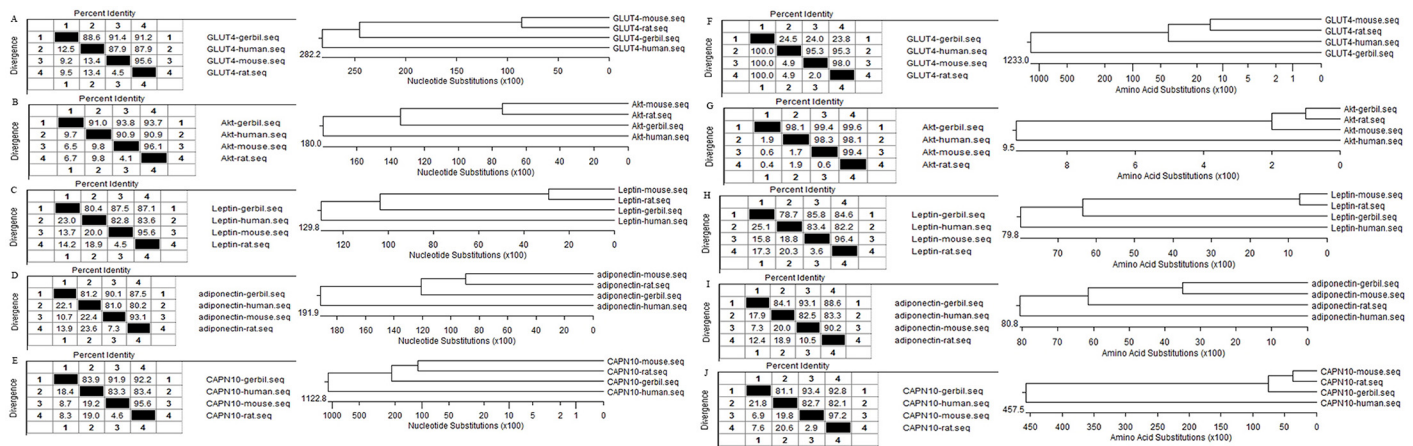 A
Percent Identity
Divergence
1 2 3 4
1 88.6 91.4 91.2 1 GLUT4-gerbil.seq
2 12.5 87.9 87.9 2 GLUT4-human.seq
3 9.2 13.4 95.6 3 GLUT4-mouse.seq
4 9.5 13.4 4.5 4 GLUT4-rat.seq
1 2 3 4
GLUT4-mouse.seq
GLUT4-rat.seq
GLUT4-gerbil.seq
GLUT4-human.seq
282.2
250 200 150 100 50 0
Nucleotide Substitutions (x100)
B
Percent Identity
Divergence
1 2 3 4
1 91.0 93.8 93.7 1 Akt-gerbil.seq
2 9.7 90.9 90.9 2 Akt-human.seq
3 6.5 9.8 96.1 3 Akt-mouse.seq
4 6.7 9.8 4.1 4 Akt-rat.seq
1 2 3 4
Akt-mouse.seq
Akt-rat.seq
Akt-gerbil.seq
Akt-human.seq
180.0
160 140 120 100 80 60 40 20 0
Nucleotide Substitutions (x100)
C
Percent Identity
Divergence
1 2 3 4
1 80.4 87.5 87.1 1 Leptin-gerbil.seq
2 23.0 82.8 83.6 2 Leptin-human.seq
3 13.7 20.0 95.6 3 Leptin-mouse.seq
4 14.2 18.9 4.5 4 Leptin-rat.seq
1 2 3 4
Leptin-mouse.seq
Leptin-rat.seq
Leptin-gerbil.seq
Leptin-human.seq
129.8
120 100 80 60 40 20 0
Nucleotide Substitutions (x100)
D
Percent Identity
Divergence
1 2 3 4
1 81.2 90.1 87.5 1 adiponectin-gerbil.seq
2 22.1 81.0 80.2 2 adiponectin-human.seq
3 10.7 22.4 93.1 3 adiponectin-mouse.seq
4 13.9 23.6 7.3 4 adiponectin-rat.seq
1 2 3 4
adiponectin-mouse.seq
adiponectin-rat.seq
adiponectin-gerbil.seq
adiponectin-human.seq
191.9
180 160 140 120 100 80 60 40 20 0
Nucleotide Substitutions (x100)
E
Percent Identity
Divergence
1 2 3 4
1 83.9 91.9 92.2 1 CAPN10-gerbil.seq
2 18.4 83.3 83.4 2 CAPN10-human.seq
3 8.7 19.2 95.6 3 CAPN10-mouse.seq
4 8.3 19.0 4.6 4 CAPN10-rat.seq
1 2 3 4
CAPN10-mouse.seq
CAPN10-rat.seq
CAPN10-gerbil.seq
CAPN10-human.seq
1122.8
1000 500 200 100 50 20 10 5 2 1 0
Nucleotide Substitutions (x100)
F
Percent Identity
Divergence
1 2 3 4
1 24.5 24.0 23.8 1 GLUT4-gerbil.seq
2 100.0 95.3 95.3 2 GLUT4-human.seq
3 100.0 4.9 98.0 3 GLUT4-mouse.seq
4 100.0 4.9 2.0 4 GLUT4-rat.seq
1 2 3 4
GLUT4-mouse.seq
GLUT4-rat.seq
GLUT4-human.seq
GLUT4-gerbil.seq
1233.0
1000 500 200 100 50 20 10 5 2 1 0
Amino Acid Substitutions (x100)
G
Percent Identity
Divergence
1 2 3 4
1 98.1 99.4 99.6 1 Akt-gerbil.seq
2 1.9 98.3 98.1 2 Akt-human.seq
3 0.6 1.7 99.4 3 Akt-mouse.seq
4 0.4 1.9 0.6 4 Akt-rat.seq
1 2 3 4
Akt-gerbil.seq
Akt-rat.seq
Akt-mouse.seq
Akt-human.seq
9.5
8 6 4 2 0
Amino Acid Substitutions (x100)
H
Percent Identity
Divergence
1 2 3 4
1 78.7 85.8 84.6 1 Leptin-gerbil.seq
2 25.1 83.4 82.2 2 Leptin-human.seq
3 15.8 18.8 96.4 3 Leptin-mouse.seq
4 17.3 20.3 3.6 4 Leptin-rat.seq
1 2 3 4
Leptin-mouse.seq
Leptin-rat.seq
Leptin-gerbil.seq
Leptin-human.seq
79.8
70 60 50 40 30 20 10 0
Amino Acid Substitutions (x100)
I
Percent Identity
Divergence
1 2 3 4
1 84.1 93.1 88.6 1 adiponectin-gerbil.seq
2 17.9 82.5 83.3 2 adiponectin-human.seq
3 7.3 20.0 90.2 3 adiponectin-mouse.seq
4 12.4 18.9 10.5 4 adiponectin-rat.seq
1 2 3 4
adiponectin-gerbil.seq
adiponectin-mouse.seq
adiponectin-rat.seq
adiponectin-human.seq
80.8
80 70 60 50 40 30 20 10 0
Amino Acid Substitutions (x100)
J
Percent Identity
Divergence
1 2 3 4
1 81.1 93.4 92.8 1 CAPN10-gerbil.seq
2 21.8 82.7 82.1 2 CAPN10-human.seq
3 6.9 19.8 97.2 3 CAPN10-mouse.seq
4 7.6 20.6 2.9 4 CAPN10-rat.seq
1 2 3 4
CAPN10-mouse.seq
CAPN10-rat.seq
CAPN10-gerbil.seq
CAPN10-human.seq
457.5
450 400 350 300 250 200 150 100 50 0
Amino Acid Substitutions (x100)